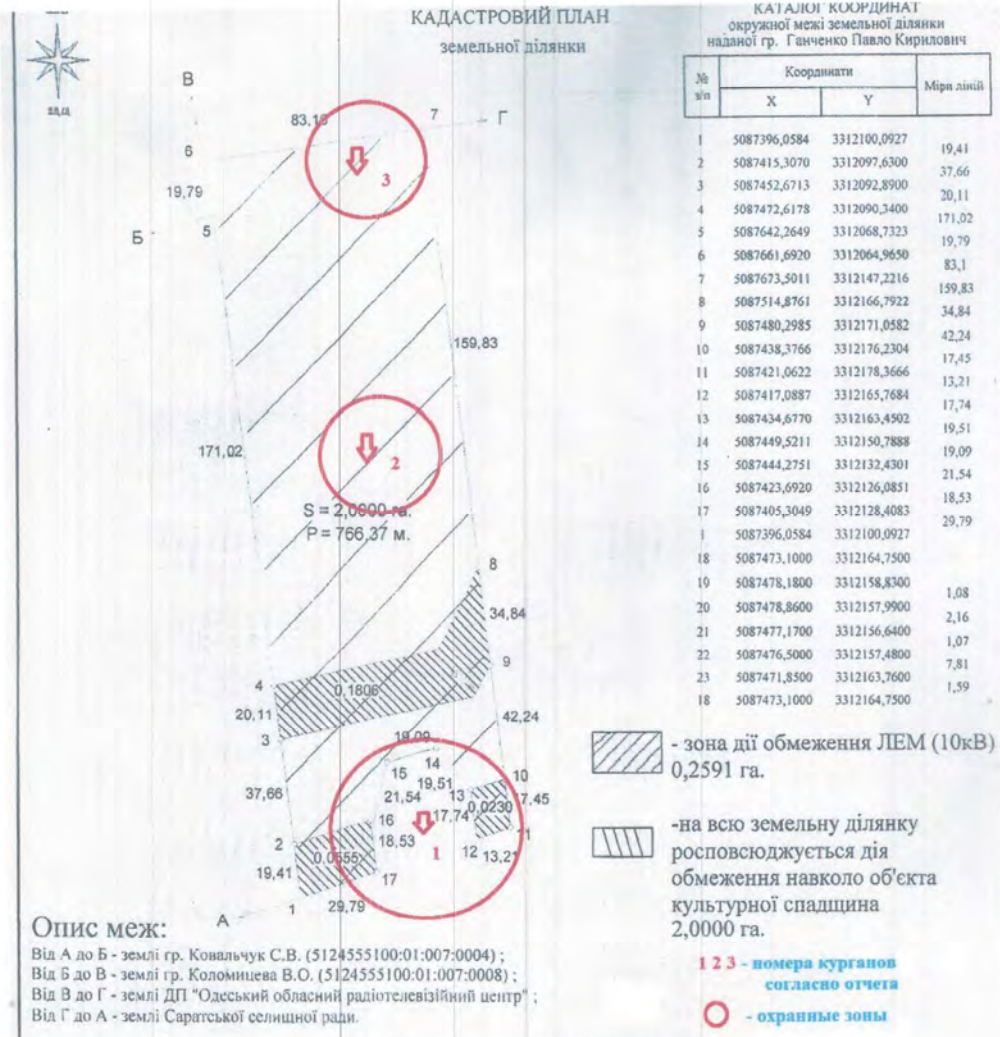 КАДАСТРОВИЙ ПЛАН
земельної ділянки
КАТАЛОГ КООРДИНАТ
окружної межі земельної ділянки
наданої гр. Ганченко Павло Кирилович
№ з/п Координати Міри ліній
X Y
1 5087396,0584 3312100,0927
19,41
2 5087415,3070 3312097,6300
37,66
3 5087452,6713 3312092,8900
20,11
4 5087472,6178 3312090,3400
171,02
5 5087642,2649 3312068,7323
19,79
6 5087661,6920 3312064,9650
83,1
7 5087673,5011 3312147,2216
159,83
8 5087514,8761 3312166,7922
34,84
9 5087480,2985 3312171,0582
42,24
10 5087438,3766 3312176,2304
17,45
11 5087421,0622 3312178,3666
13,21
12 5087417,0887 3312165,7684
17,74
13 5087434,6770 3312163,4502
19,51
14 5087449,5211 3312150,7888
19,09
15 5087444,2751 3312132,4301
21,54
16 5087423,6920 3312126,0851
18,53
17 5087405,3049 3312128,4083
29,79
1 5087396,0584 3312100,0927
18 5087473,1000 3312164,7500
19 5087478,1800 3312158,8300
1,08
20 5087478,8600 3312157,9900
2,16
21 5087477,1700 3312156,6400
1,07
22 5087476,5000 3312157,4800
7,81
23 5087471,8500 3312163,7600
1,59
18 5087473,1000 3312164,7500
В
83,13
7
Г
6
3
19,79
5
Б
159,83
171,02
2
S = 2,0000 га.
P = 766,37 м.
8
34,84
9
4
0,1806
20,11
3
42,24
19,09
14
15
10
19,51
37,66
21,54
13
7,45
0,0230
16
17,74
11
2
18,53
1
12
13,21
0,0555
19,41
17
1
29,79
А
- зона дії обмеження ЛЕМ (10кВ)
0,2591 га.
-на всю земельну ділянку
росповсюджується дія
обмеження навколо об'єкта
культурної спадщина
2,0000 га.
1 2 3 - номера курганов
согласно отчета
- охранные зоны
Опис меж:
Від А до Б - землі гр. Ковальчук С.В. (5124555100:01:007:0004) ;
Від Б до В - землі гр. Коломицева В.О. (5124555100:01:007:0008) ;
Від В до Г - землі ДП "Одеський обласний радіотелевізійний центр" ;
Від Г до А - землі Саратської селищної ради.